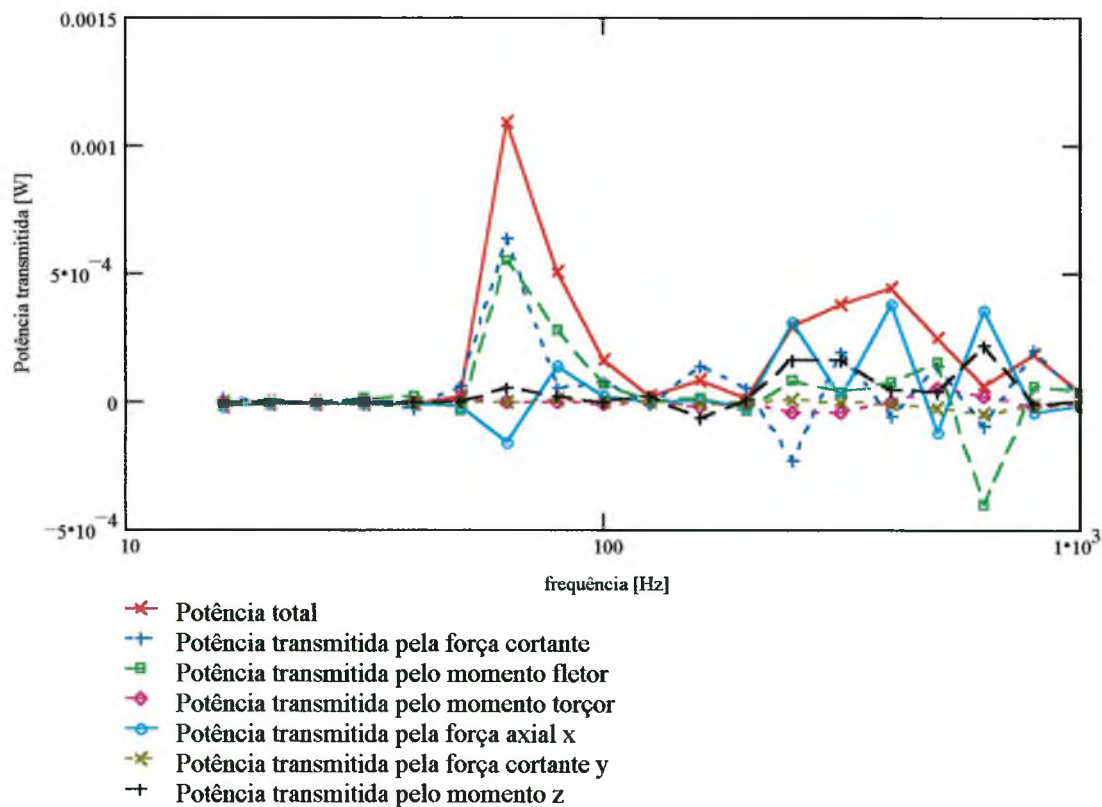 0.0015
0.001
5•10⁻⁴
0
−5•10⁻⁴
Potência transmitida [W]
10
100
1•10³
frequência [Hz]
Potência total
Potência transmitida pela força cortante
Potência transmitida pelo momento fletor
Potência transmitida pelo momento torçor
Potência transmitida pela força axial x
Potência transmitida pela força cortante y
Potência transmitida pelo momento z